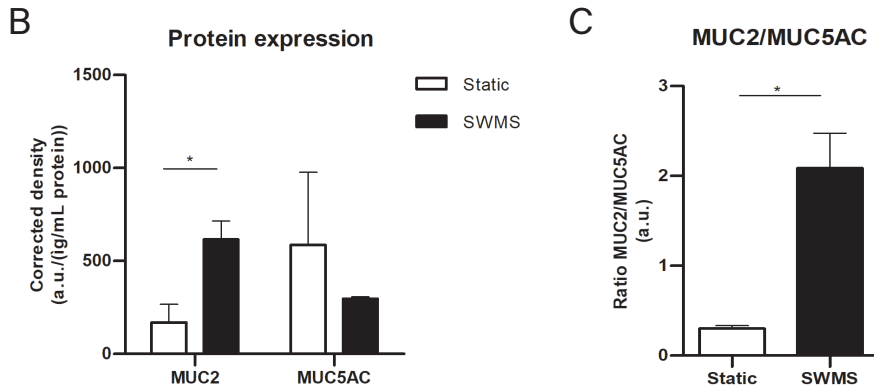 B
Protein expression
Corrected density
(a.u./(ig/mL protein))
1500
1000
500
0
*
MUC2
MUC5AC
Static
SWMS
C
MUC2/MUC5AC
Ratio MUC2/MUC5AC
(a.u.)
3
2
1
0
*
Static
SWMS